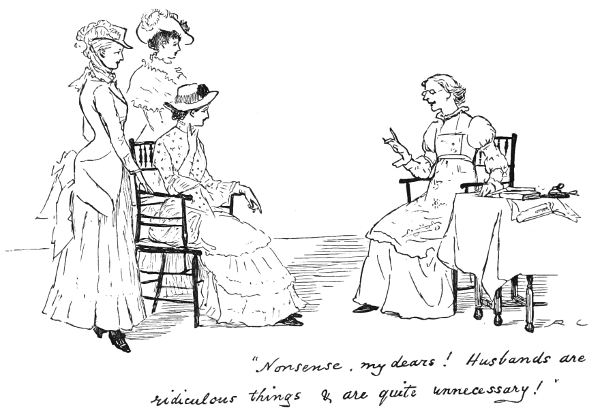 R C
"Nonsense, my dears! Husbands are
ridiculous things & are quite unnecessary!"